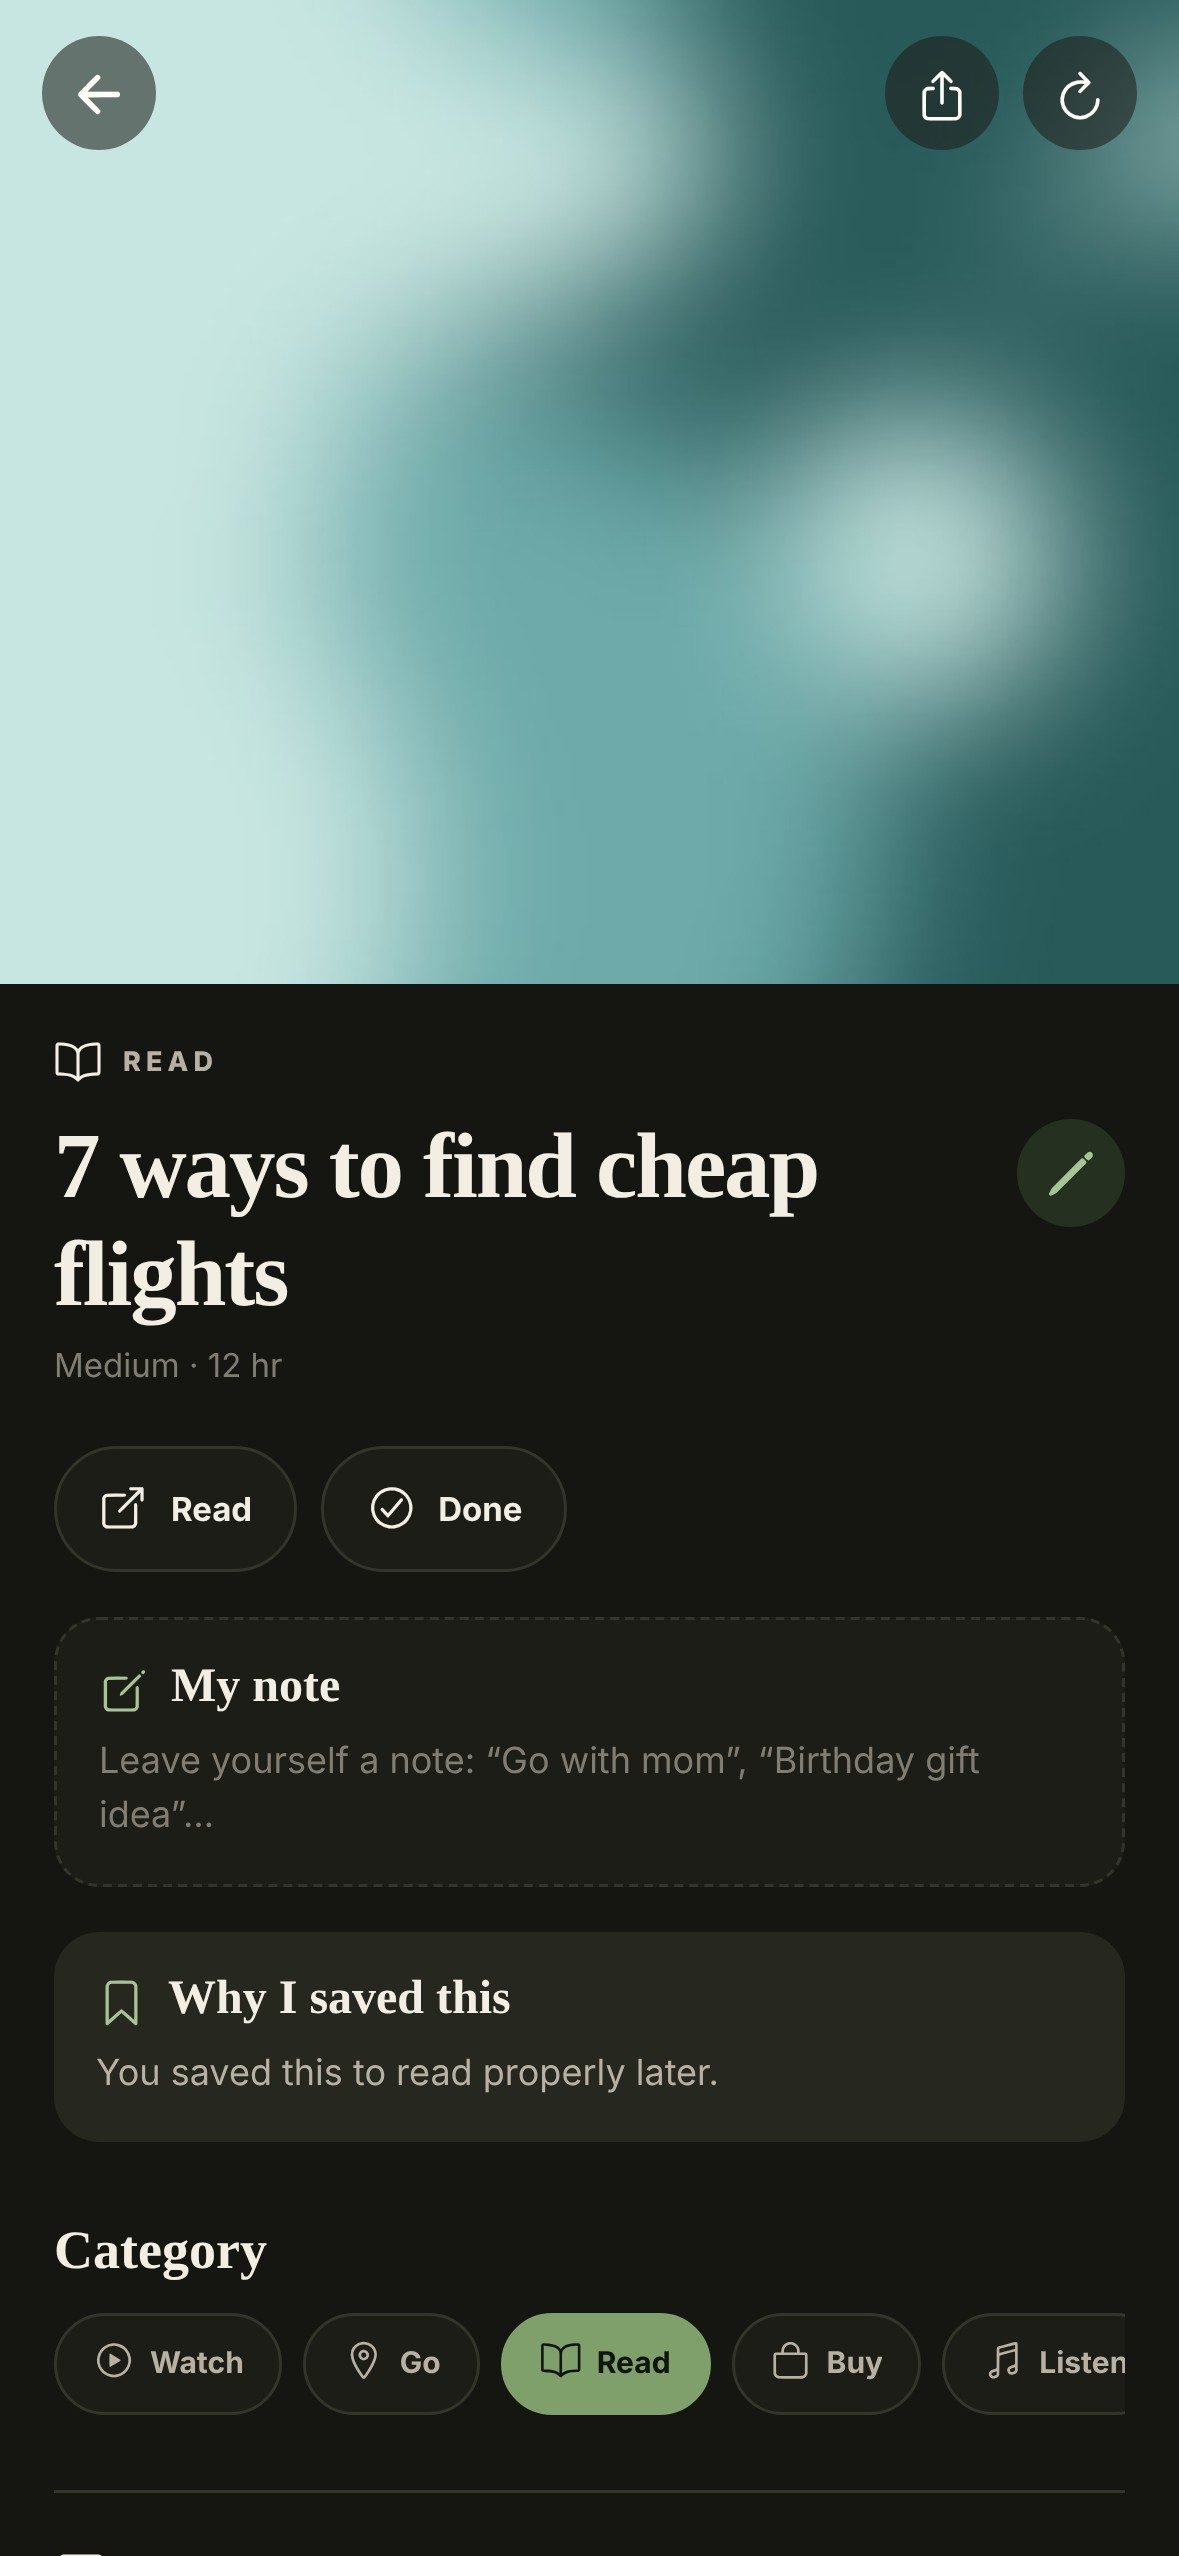 READ
7 ways to find cheap
flights
Medium · 12 hr
Read
Done
My note
Leave yourself a note: “Go with mom”, “Birthday gift
idea”...
Why I saved this
You saved this to read properly later.
Category
Watch
Go
Read
Buy
Listen